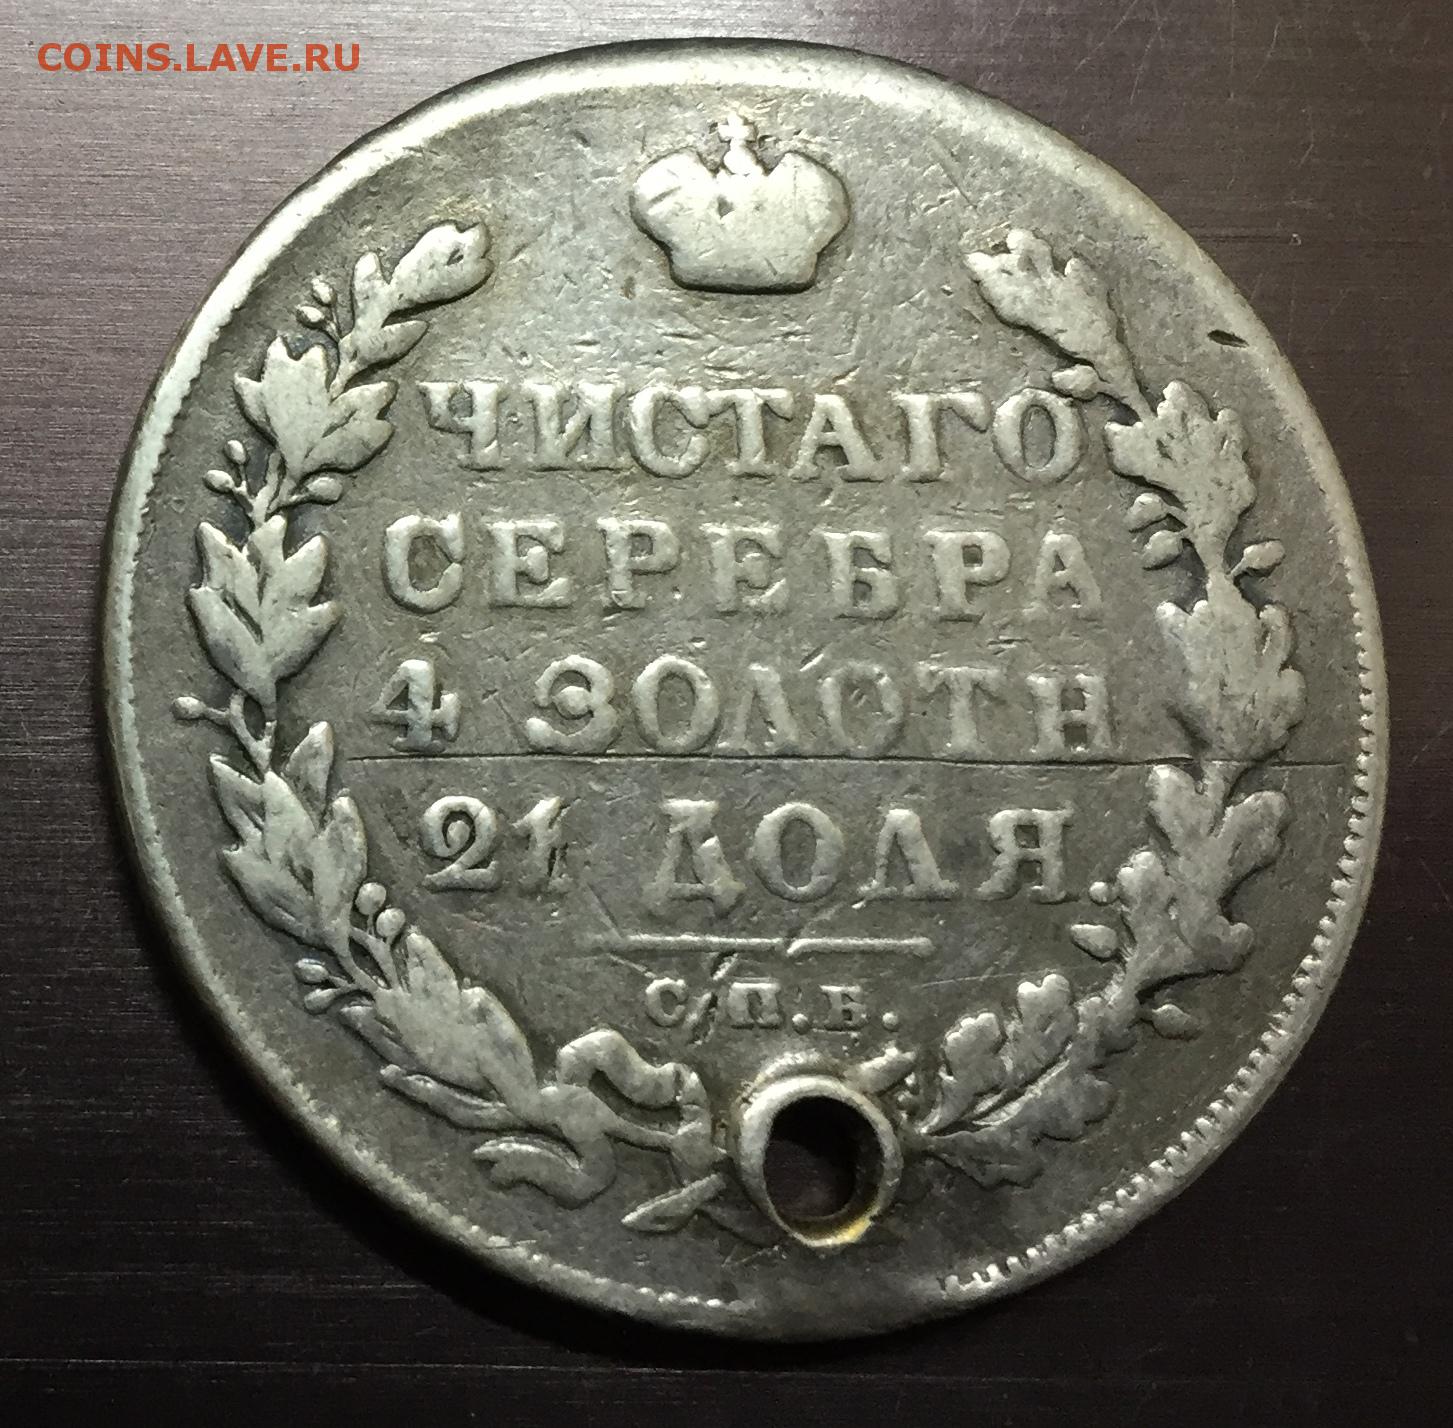 COINS.LAVE.RU
ЧИСТАГО
СЕРЕБРА
4 ЗОЛОТН
21 ДОЛЯ.
С.П.Б.